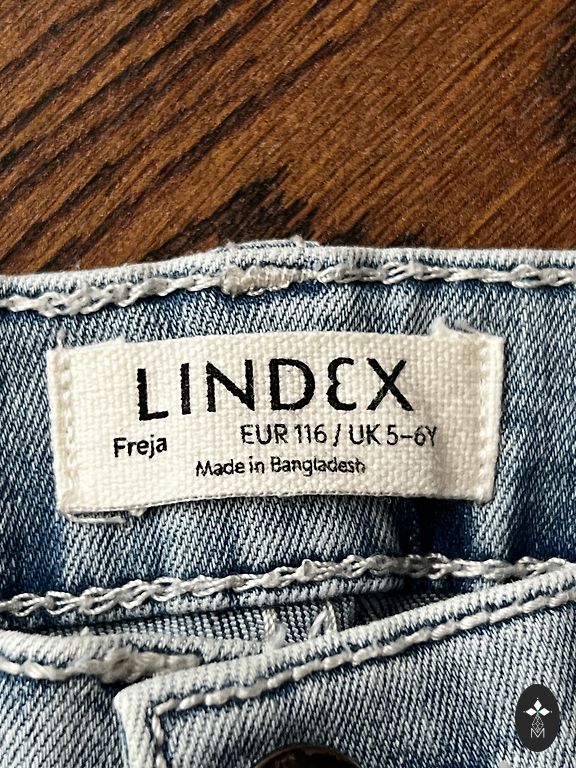 LINDEX
Freja EUR 116 / UK 5-6Y
Made in Bangladesh
M